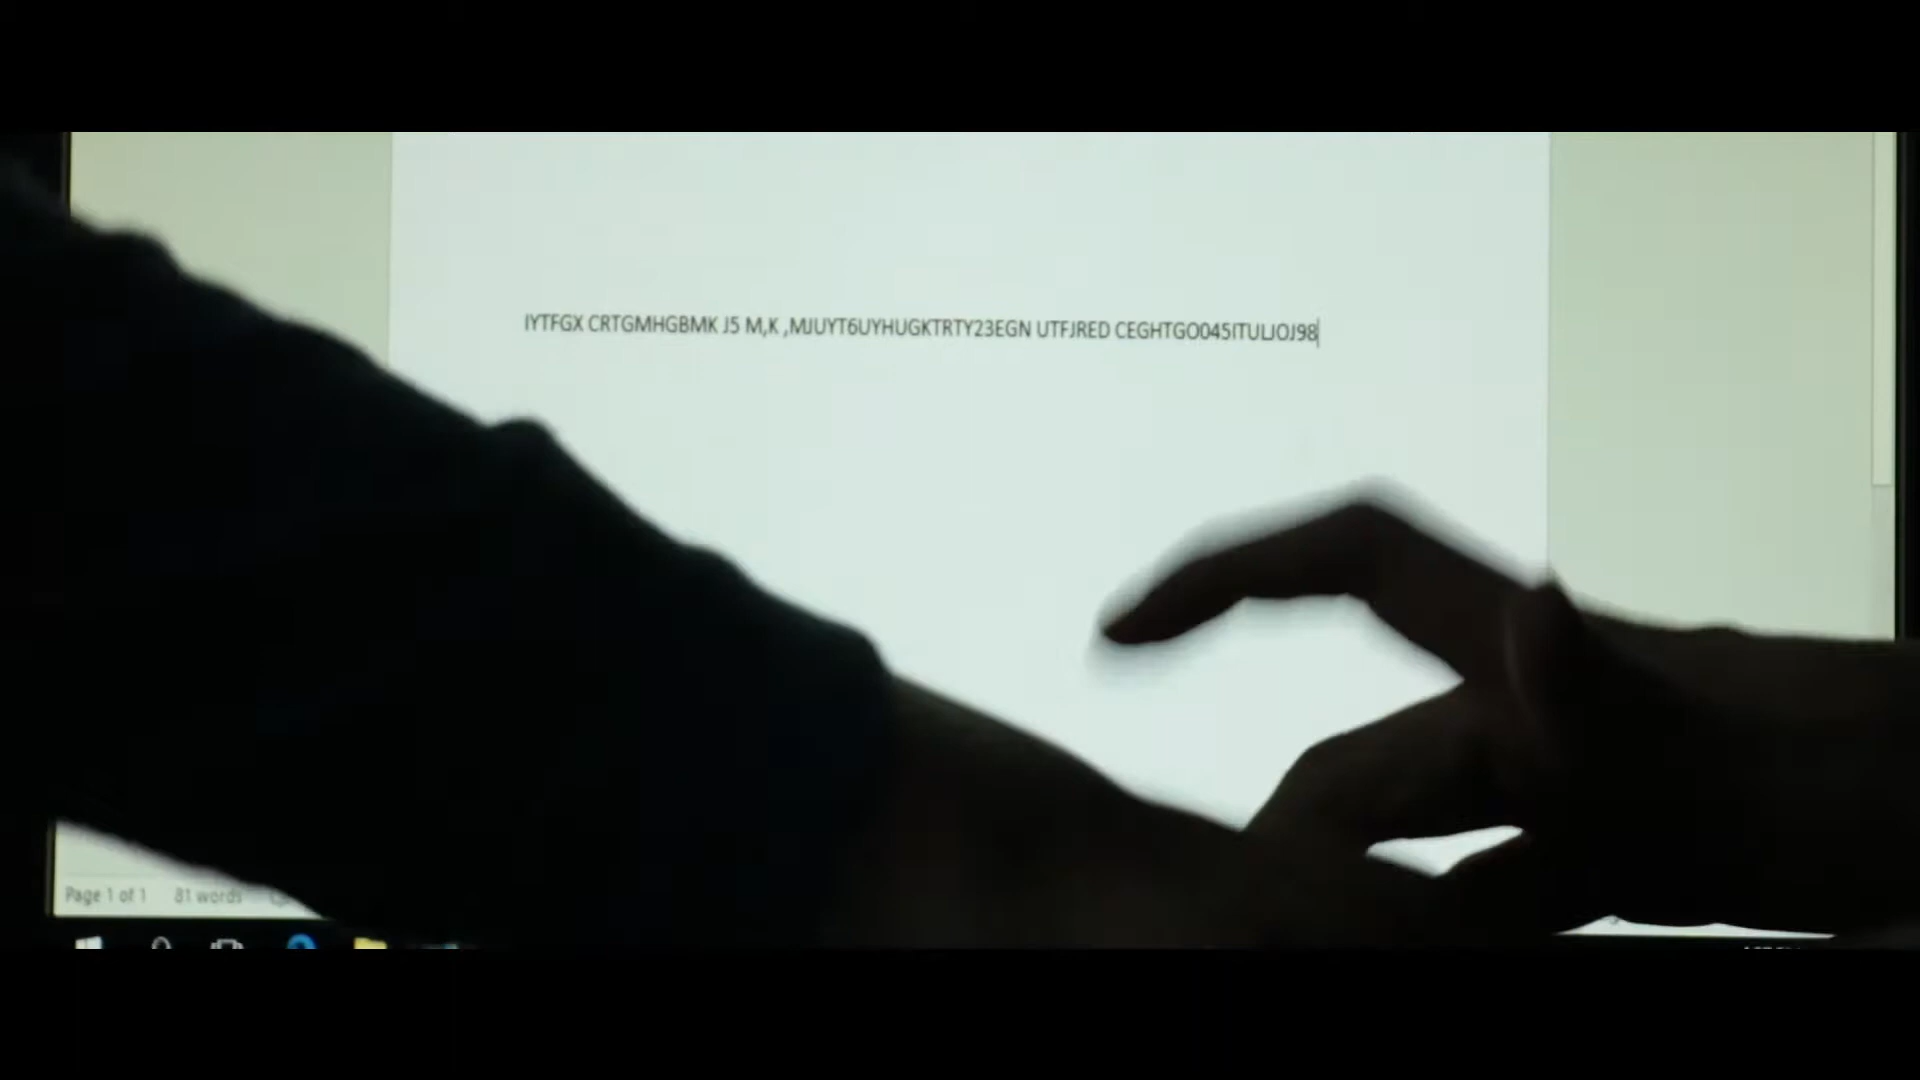 IYTFGX CRTGMHGBMK J5 M,K ,MJUYT6UYHUGKTRTY23EGN UTFJRED CEGHTGO045ITULJOJ98
Page 1 of 1 81 words